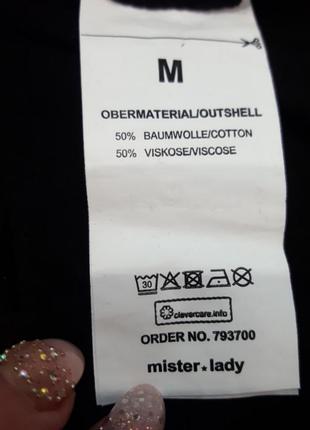 M
OBERMATERIAL/OUTSHELL
50% BAUMWOLLE/COTTON
50% VISKOSE/VISCOSE
30
clevercare.info
ORDER NO. 793700
mister★lady